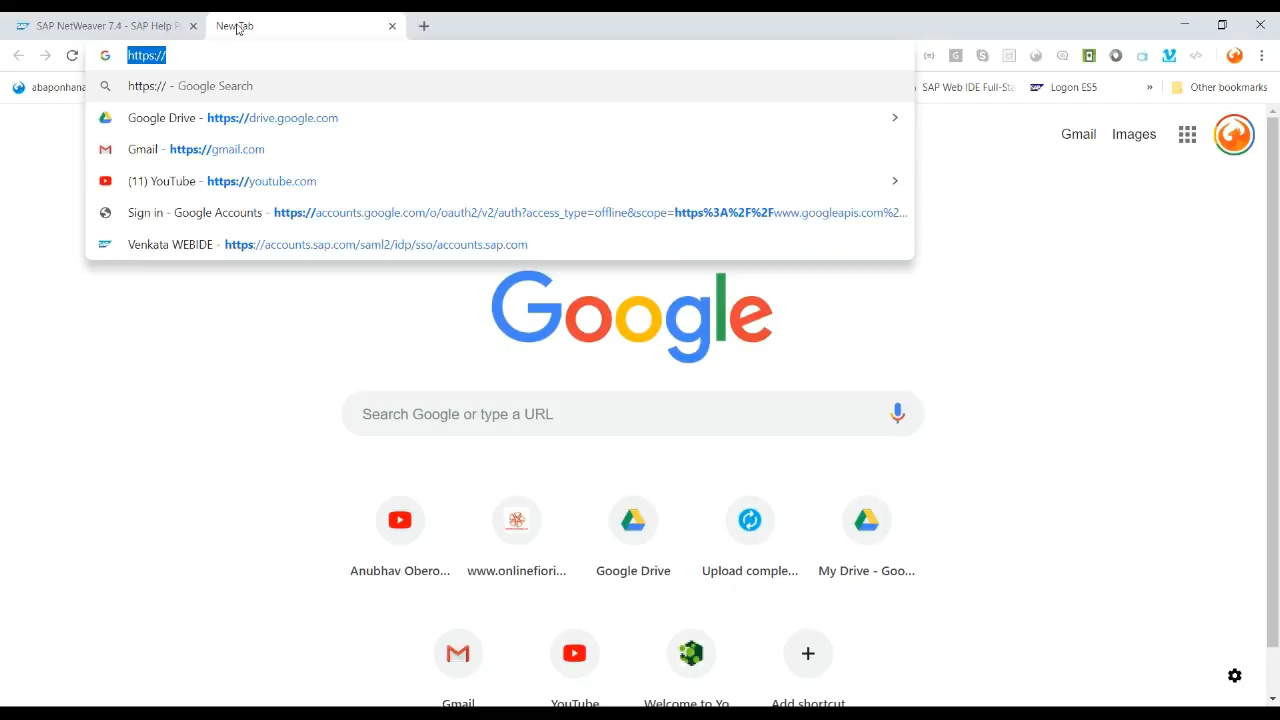 SAP NetWeaver 7.4 - SAP Help P
New Tab
https://
abaponhana
SAP Web IDE Full-Sta
Logon ES5
»
Other bookmarks
https:// - Google Search
Google Drive - https://drive.google.com
Gmail - https://gmail.com
(11) YouTube - https://youtube.com
Sign in - Google Accounts - https://accounts.google.com/o/oauth2/v2/auth?access_type=offline&scope=https%3A%2F%2Fwww.googleapis.com%2...
Venkata WEBIDE - https://accounts.sap.com/saml2/idp/sso/accounts.sap.com
Gmail
Images
Google
Search Google or type a URL
Anubhav Obero...
www.onlinefiori...
Google Drive
Upload comple...
My Drive - Goo...
Gmail
YouTube
Welcome to Yo
Add shortcut